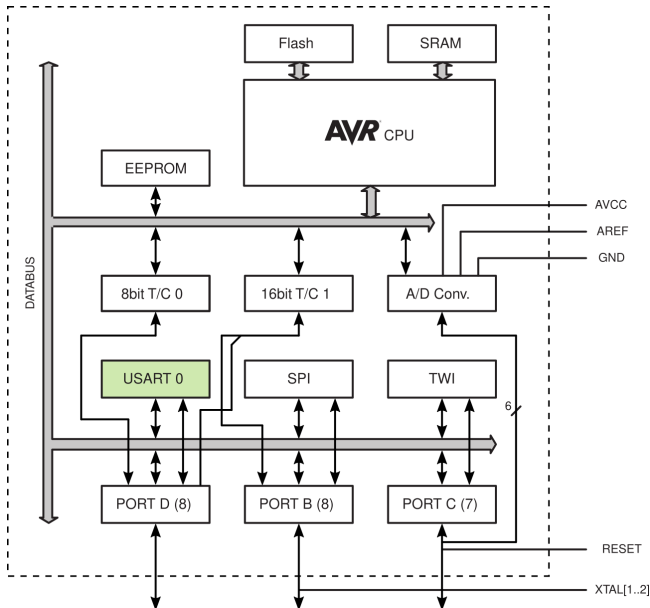 Flash
SRAM
AVR CPU
EEPROM
AVCC
AREF
GND
DATABUS
8bit T/C 0
16bit T/C 1
A/D Conv.
USART 0
SPI
TWI
6
PORT D (8)
PORT B (8)
PORT C (7)
RESET
XTAL[1..2]